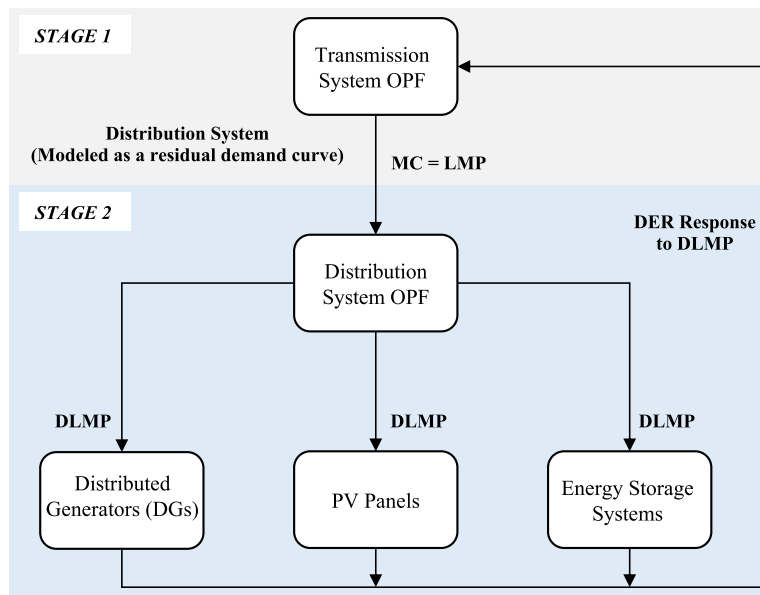 STAGE 1
Transmission
System OPF
Distribution System
(Modeled as a residual demand curve)
MC = LMP
STAGE 2
DER Response
to DLMP
Distribution
System OPF
DLMP
DLMP
DLMP
Distributed
Generators (DGs)
PV Panels
Energy Storage
Systems